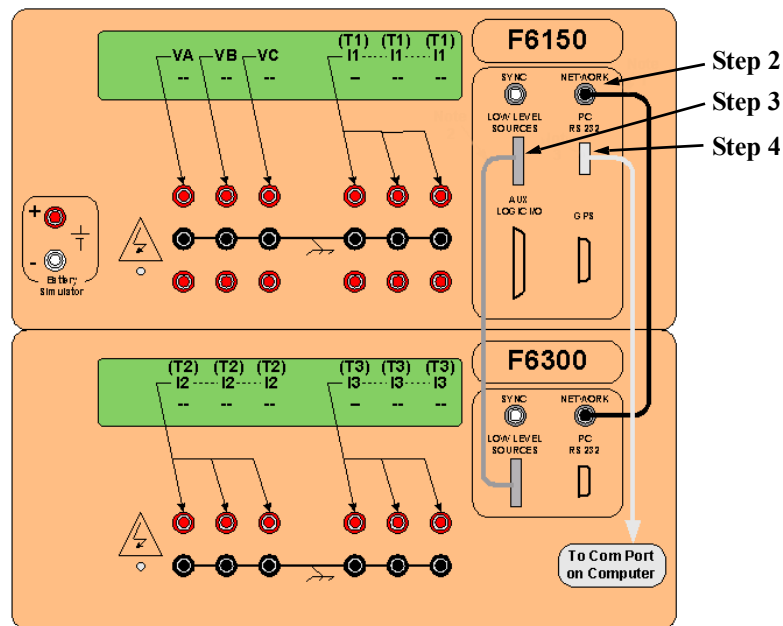 F6150
VA VB VC
(T1) (T1) (T1)
I1 I1 I1
-- -- -- -- -- --
SYNC
NETWORK
LOW LEVEL
SOURCES
PC
RS 232
AUX
LOGIC I/O
GPS
Step 2
Step 3
Step 4
+
-
Battery
Simulator
F6300
(T2) (T2) (T2)
I2 I2 I2
(T3) (T3) (T3)
I3 I3 I3
-- -- -- -- -- --
SYNC
NETWORK
LOW LEVEL
SOURCES
PC
RS 232
To Com Port
on Computer